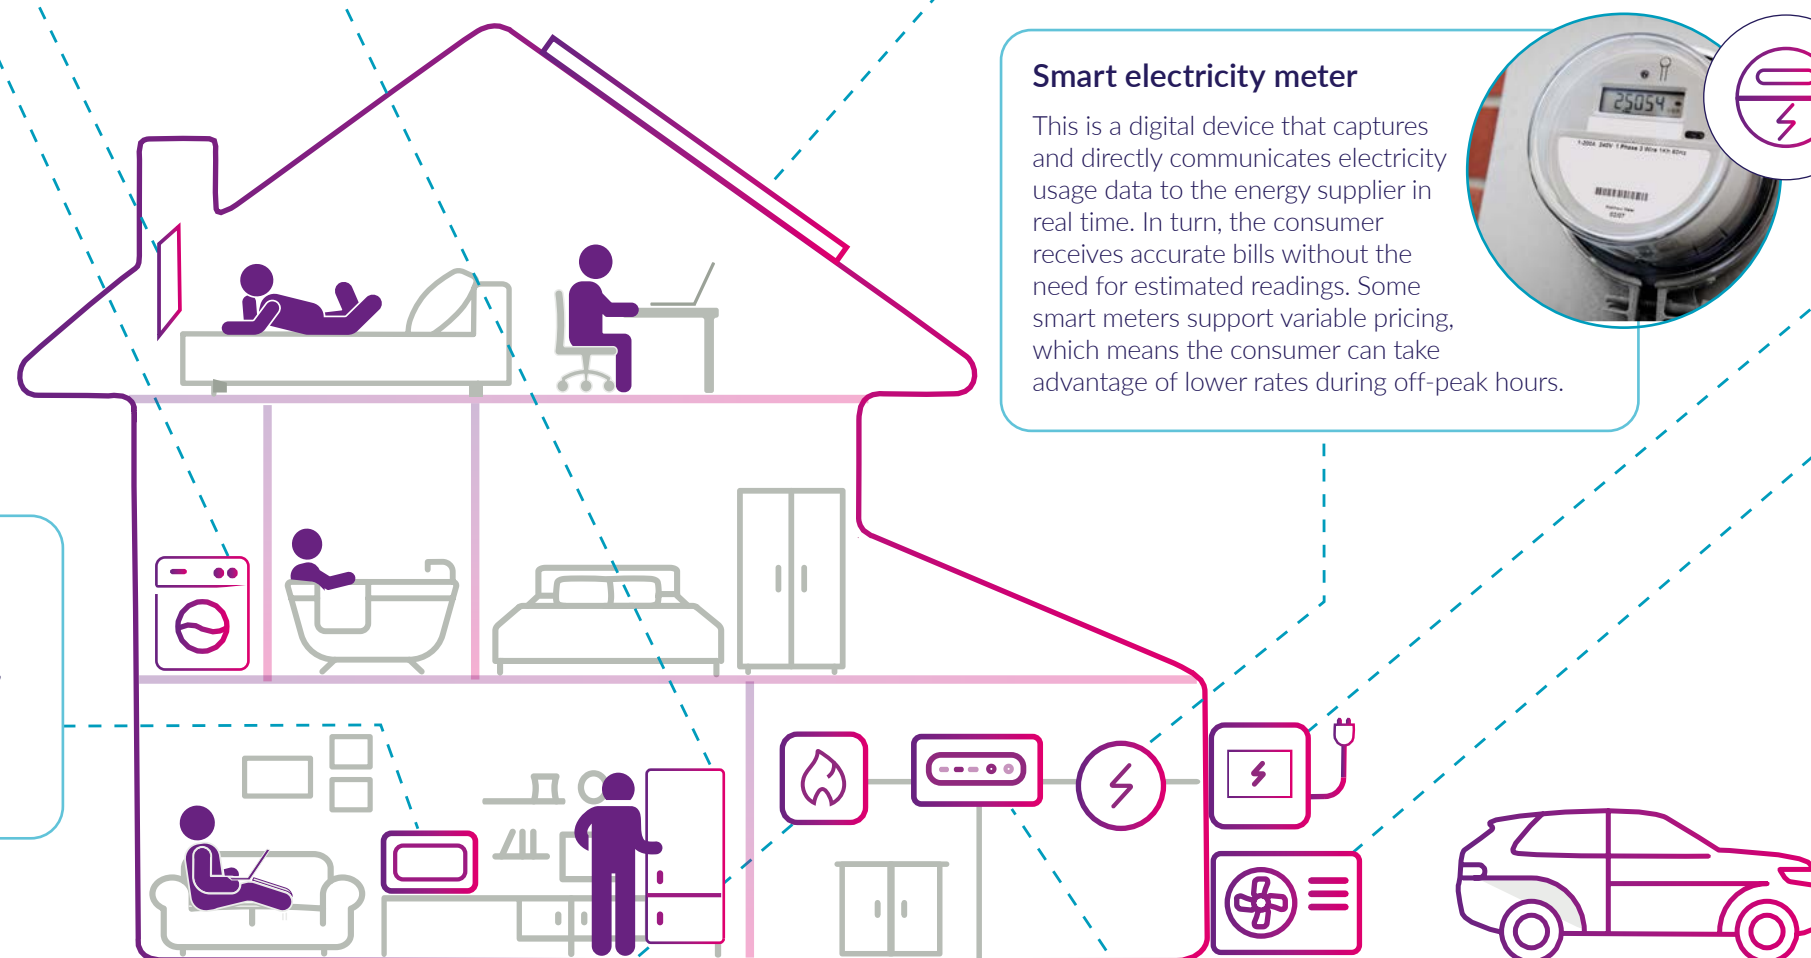 Smart electricity meter
This is a digital device that captures
and directly communicates electricity
usage data to the energy supplier in
real time. In turn, the consumer
receives accurate bills without the
need for estimated readings. Some
smart meters support variable pricing,
which means the consumer can take
advantage of lower rates during off-peak hours.
25054